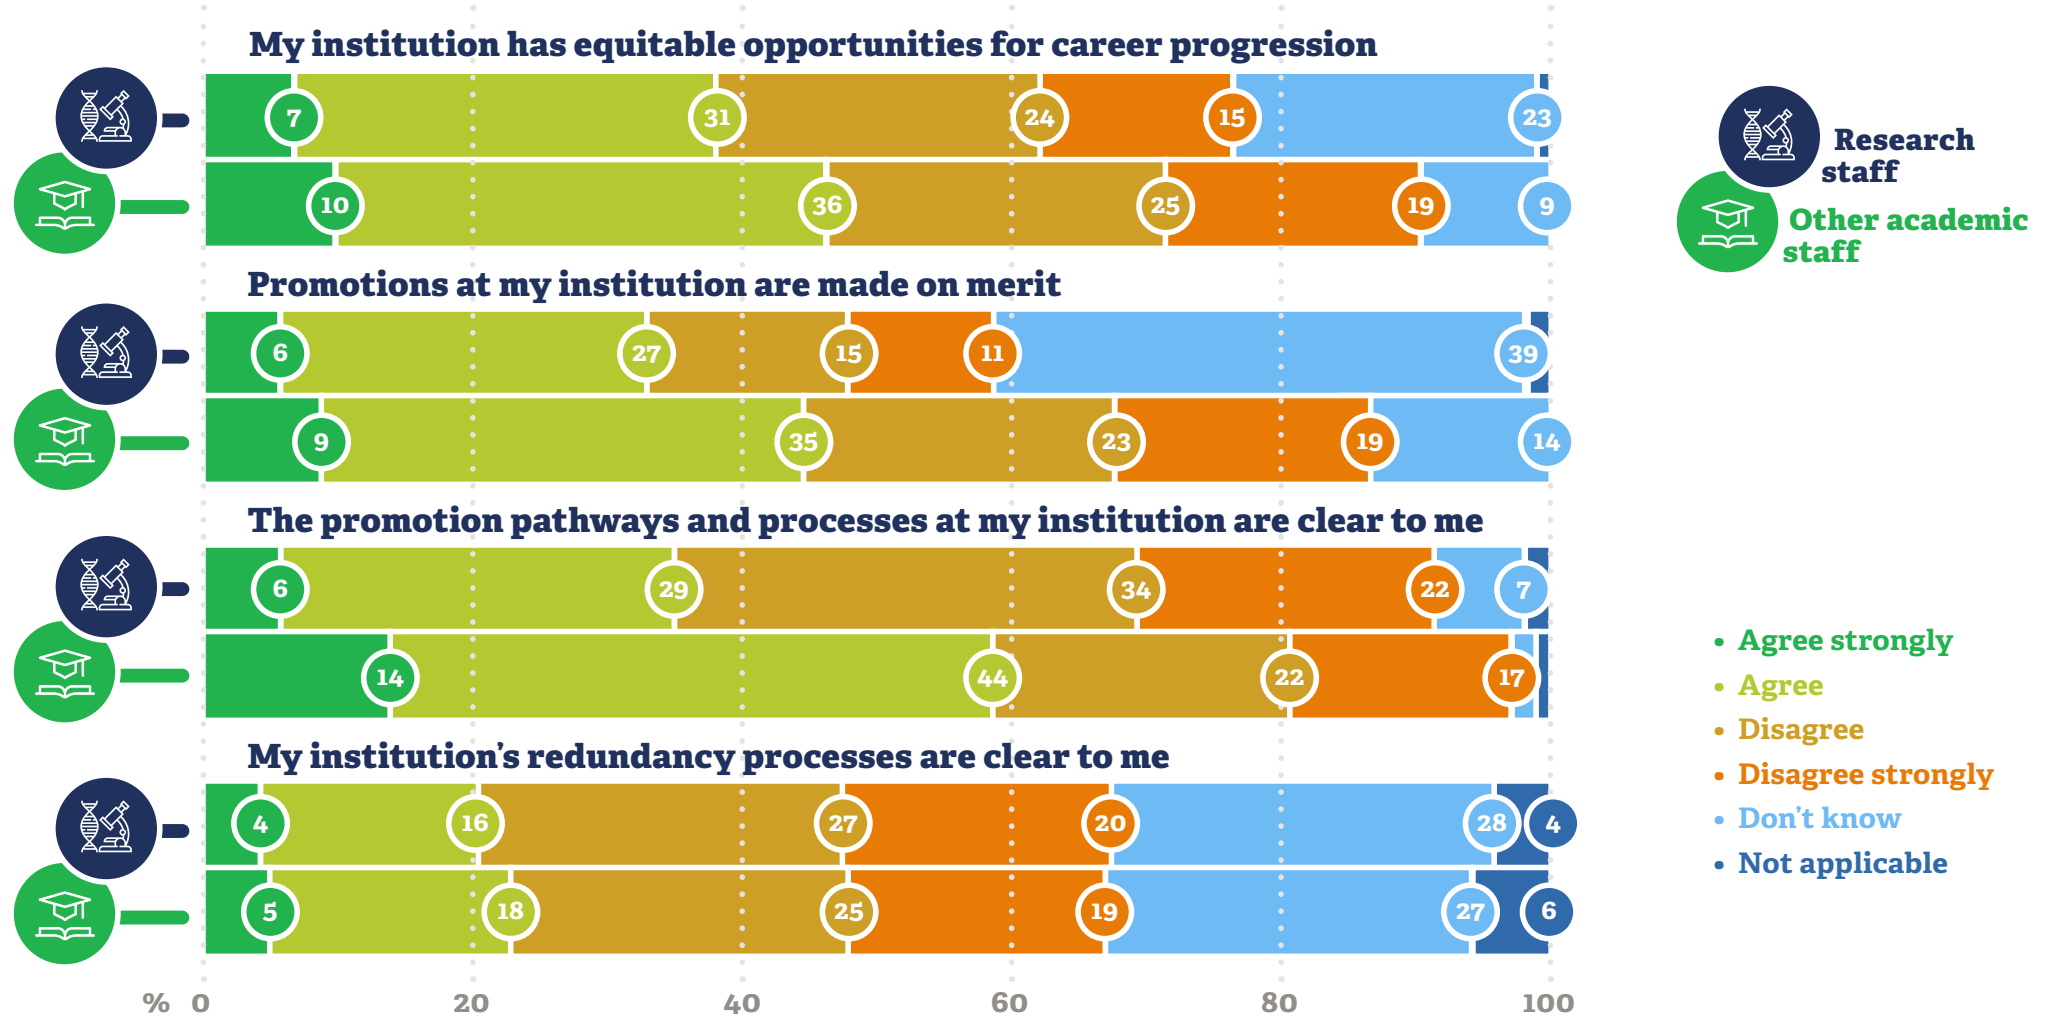 My institution has equitable opportunities for career progression
7 31 24 15 23
10 36 25 19 9
Research
staff
Other academic
staff
Promotions at my institution are made on merit
6 27 15 11 39
9 35 23 19 14
The promotion pathways and processes at my institution are clear to me
6 29 34 22 7
14 44 22 17
My institution’s redundancy processes are clear to me
4 16 27 20 28 4
5 18 25 19 27 6
% 0 20 40 60 80 100
• Agree strongly
• Agree
• Disagree
• Disagree strongly
• Don’t know
• Not applicable